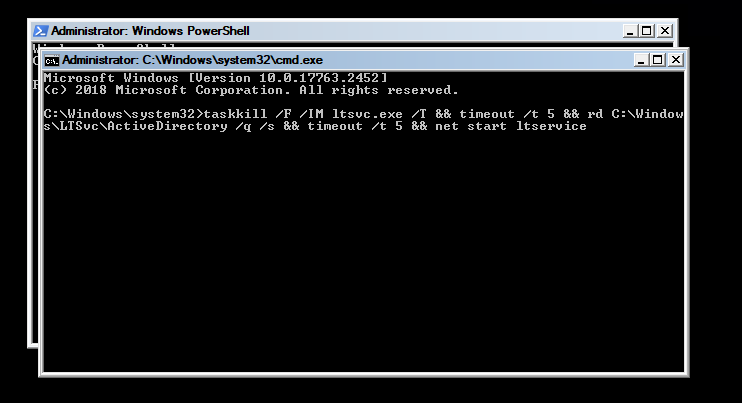 Administrator: Windows PowerShell
Administrator: C:\Windows\system32\cmd.exe
Microsoft Windows [Version 10.0.17763.2452]
(c) 2018 Microsoft Corporation. All rights reserved.
C:\Windows\system32>taskkill /F /IM ltsvc.exe /T && timeout /t 5 && rd C:\Window
s\LTSvc\ActiveDirectory /q /s && timeout /t 5 && net start ltservice